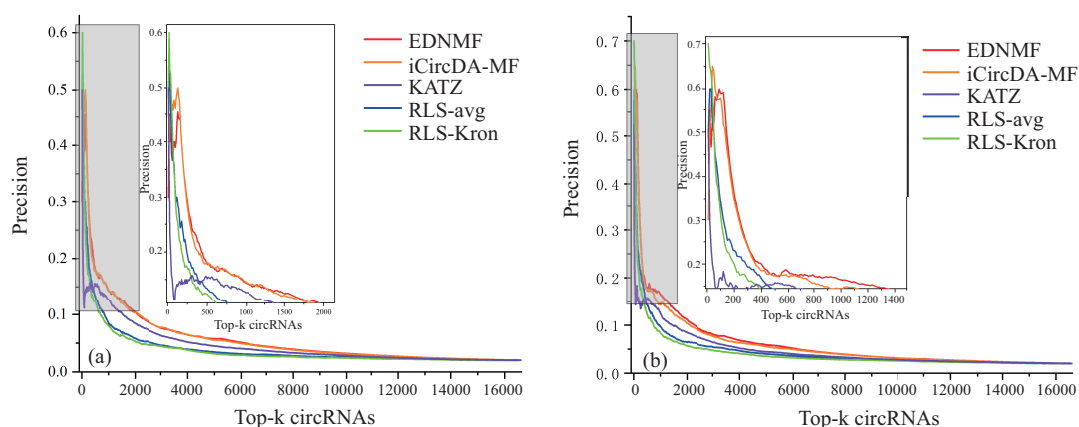 0.6
0.5
0.4
0.3
0.2
0.1
0.0
Precision
0.6
0.5
0.4
0.3
0.2
Precision
0 500 1000 1500 2000
Top-k circRNAs
EDNMF
iCircDA-MF
KATZ
RLS-avg
RLS-Kron
(a)
0 2000 4000 6000 8000 10000 12000 14000 16000
Top-k circRNAs
0.7
0.6
0.5
0.4
0.3
0.2
0.1
0.0
Precision
0.7
0.6
0.5
0.4
0.3
0.2
Precision
0 200 400 600 800 1000 1200 1400
Top-k circRNAs
EDNMF
iCircDA-MF
KATZ
RLS-avg
RLS-Kron
(b)
0 2000 4000 6000 8000 10000 12000 14000 16000
Top-k circRNAs